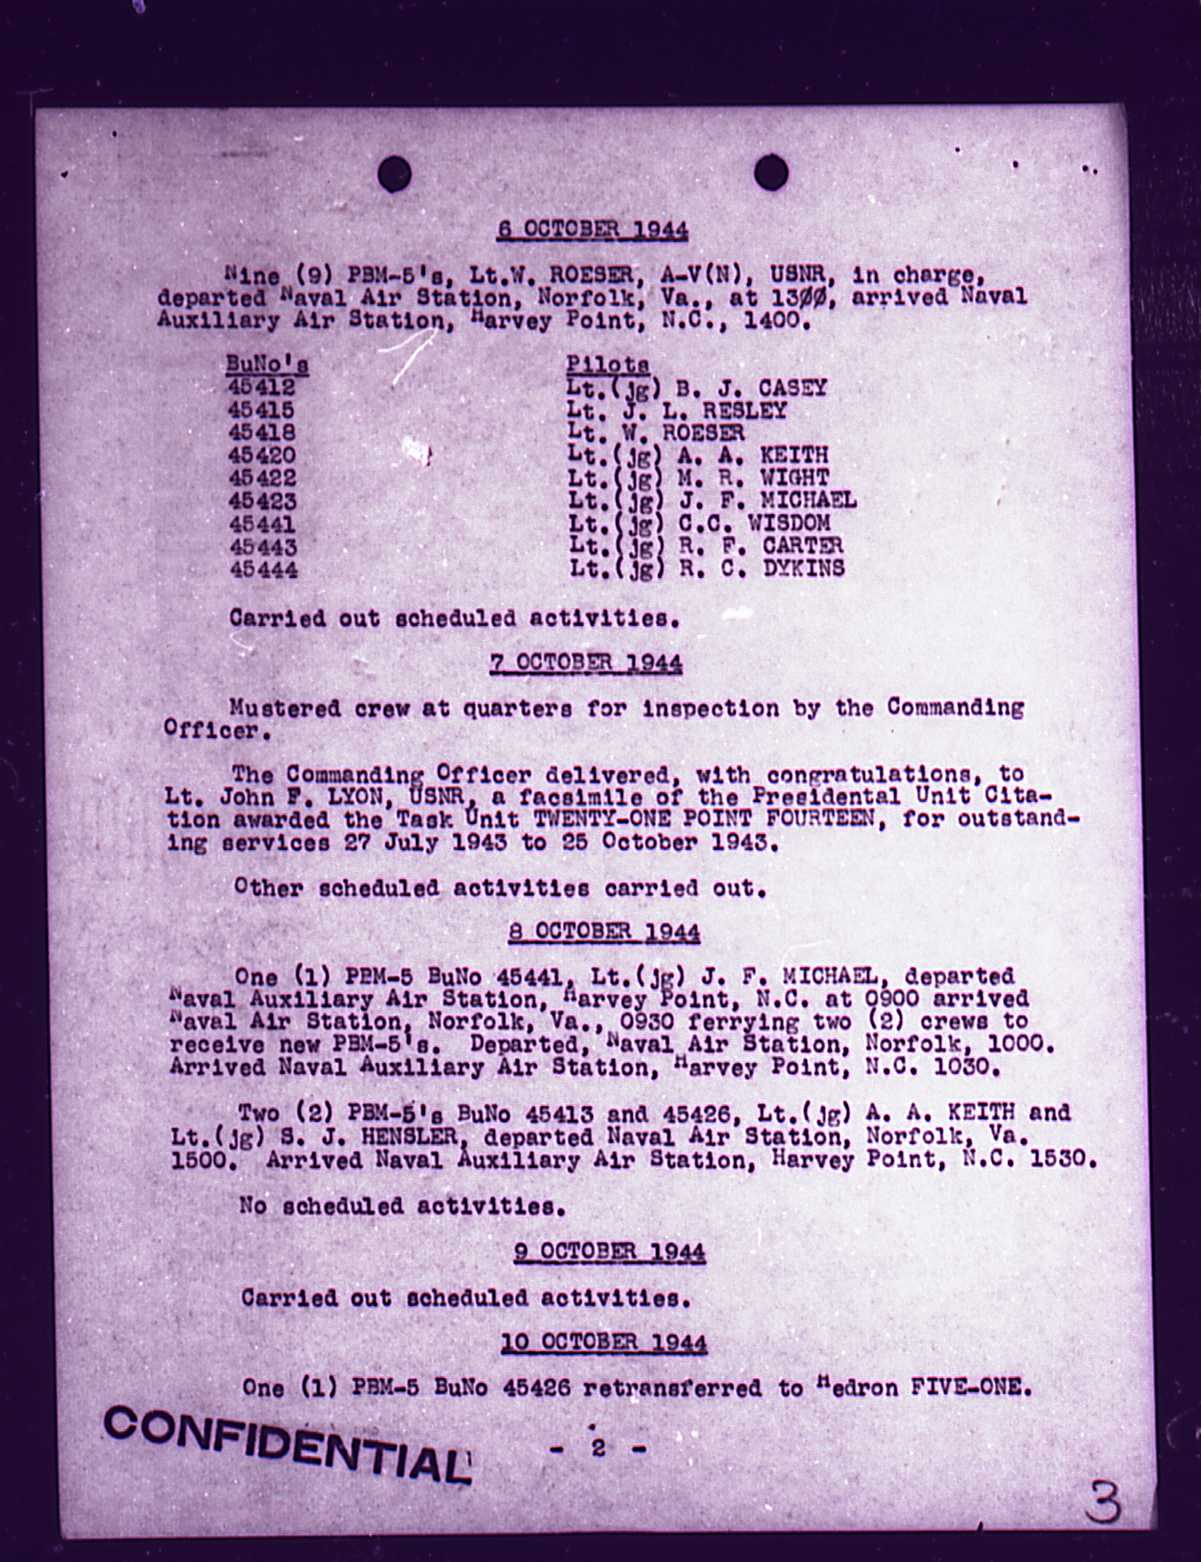 6 OCTOBER 1944
Nine (9) PBM-5's, Lt.W. ROESER, A-V(N), USNR, in charge,
departed Naval Air Station, Norfolk, Va., at 13ØØ, arrived Naval
Auxiliary Air Station, Harvey Point, N.C., 1400.
BuNo's Pilots
45412 Lt.(jg) B. J. CASEY
45415 Lt. J. L. RESLEY
45418 Lt. W. ROESER
45420 Lt.(jg) A. A. KEITH
45422 Lt.(jg) M. R. WIGHT
45423 Lt.(jg) J. F. MICHAEL
45441 Lt.(jg) C.C. WISDOM
45443 Lt.(jg) R. F. CARTER
45444 Lt.(jg) R. C. DYKINS
Carried out scheduled activities.
7 OCTOBER 1944
Mustered crew at quarters for inspection by the Commanding
Officer.
The Commanding Officer delivered, with congratulations, to
Lt. John F. LYON, USNR, a facsimile of the Presidental Unit Cita-
tion awarded the Task Unit TWENTY-ONE POINT FOURTEEN, for outstand-
ing services 27 July 1943 to 25 October 1943.
Other scheduled activities carried out.
8 OCTOBER 1944
One (1) PBM-5 BuNo 45441, Lt.(jg) J. F. MICHAEL, departed
Naval Auxiliary Air Station, Harvey Point, N.C. at 0900 arrived
Naval Air Station, Norfolk, Va., 0930 ferrying two (2) crews to
receive new PBM-5's. Departed, Naval Air Station, Norfolk, 1000.
Arrived Naval Auxiliary Air Station, Harvey Point, N.C. 1030.
Two (2) PBM-5's BuNo 45413 and 45426, Lt.(jg) A. A. KEITH and
Lt.(jg) S. J. HENSLER, departed Naval Air Station, Norfolk, Va.
1500. Arrived Naval Auxiliary Air Station, Harvey Point, N.C. 1530.
No scheduled activities.
9 OCTOBER 1944
Carried out scheduled activities.
10 OCTOBER 1944
One (1) PBM-5 BuNo 45426 retransferred to Hedron FIVE-ONE.
CONFIDENTIAL
- 2 -
3